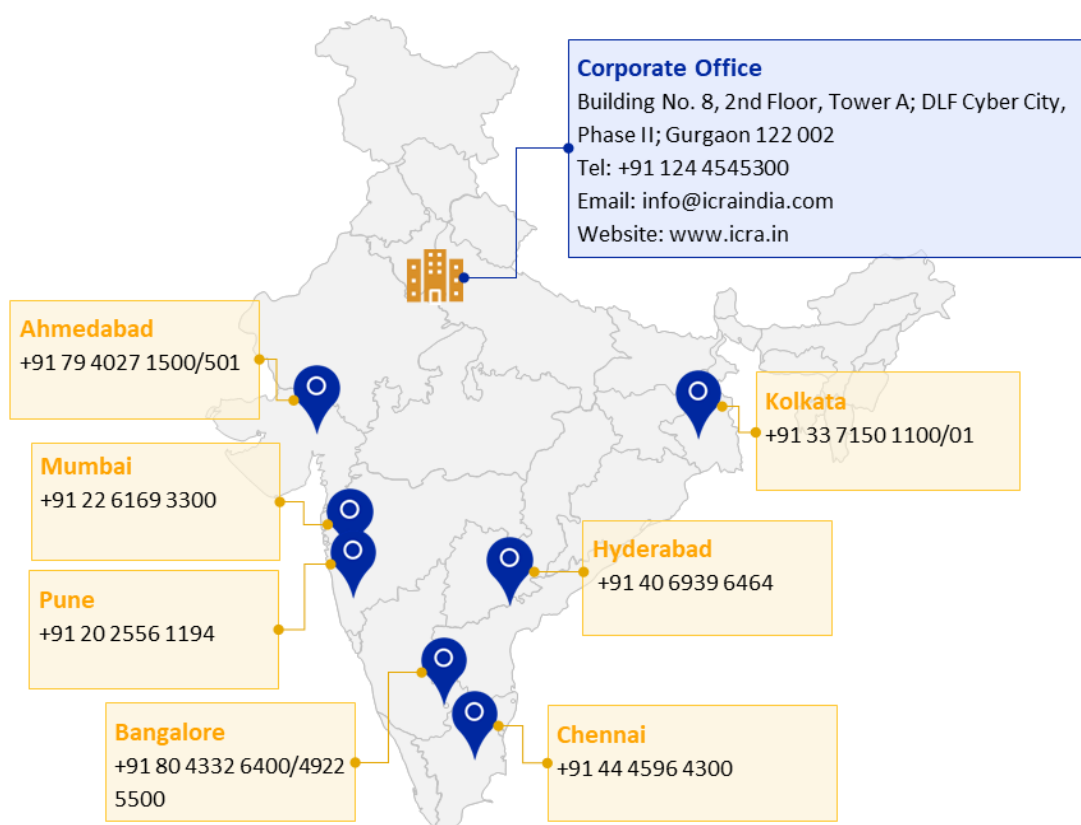 Corporate Office
Building No. 8, 2nd Floor, Tower A; DLF Cyber City,
Phase II; Gurgaon 122 002
Tel: +91 124 4545300
Email: info@icraindia.com
Website: www.icra.in
Ahmedabad
+91 79 4027 1500/501
Kolkata
+91 33 7150 1100/01
Mumbai
+91 22 6169 3300
Hyderabad
+91 40 6939 6464
Pune
+91 20 2556 1194
Bangalore
+91 80 4332 6400/4922
5500
Chennai
+91 44 4596 4300